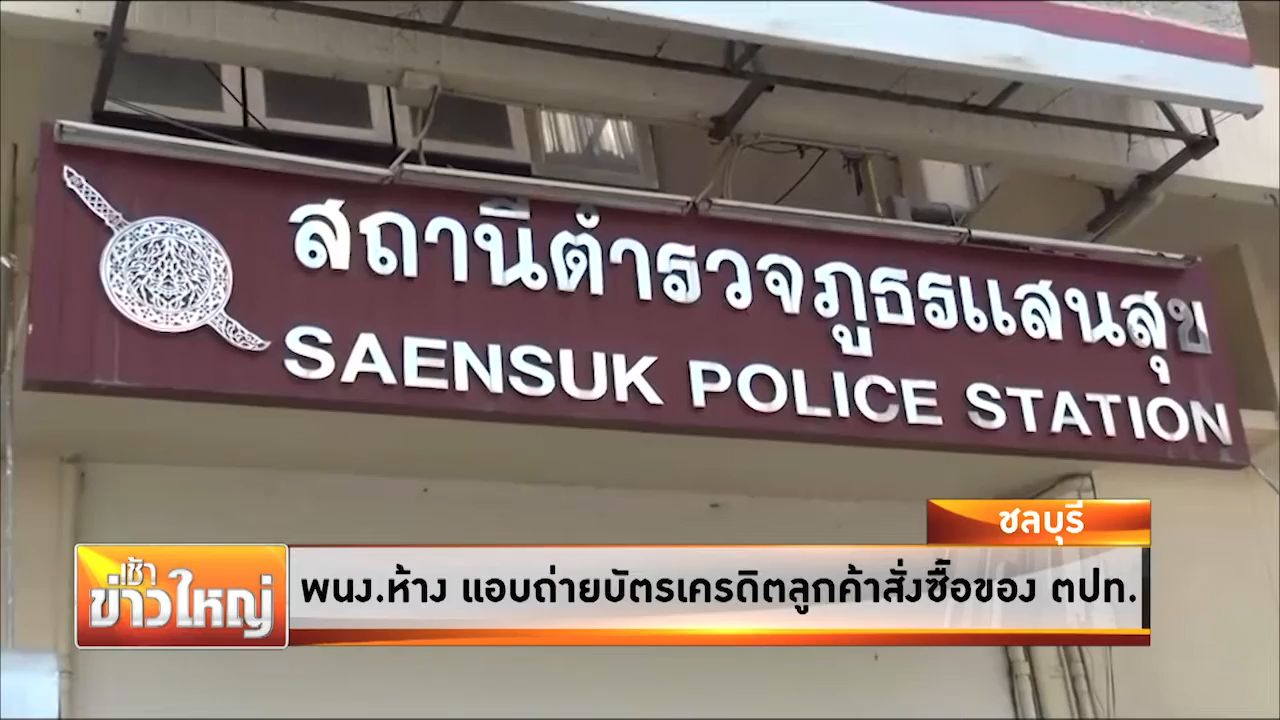 สถานีตำรวจภูธรแสนสุข
SAENSUK POLICE STATION
ชลบุรี
เช้า
ข่าวใหญ่
พนง.ห้าง แอบถ่ายบัตรเครดิตลูกค้าสั่งซื้อของ ตปท.